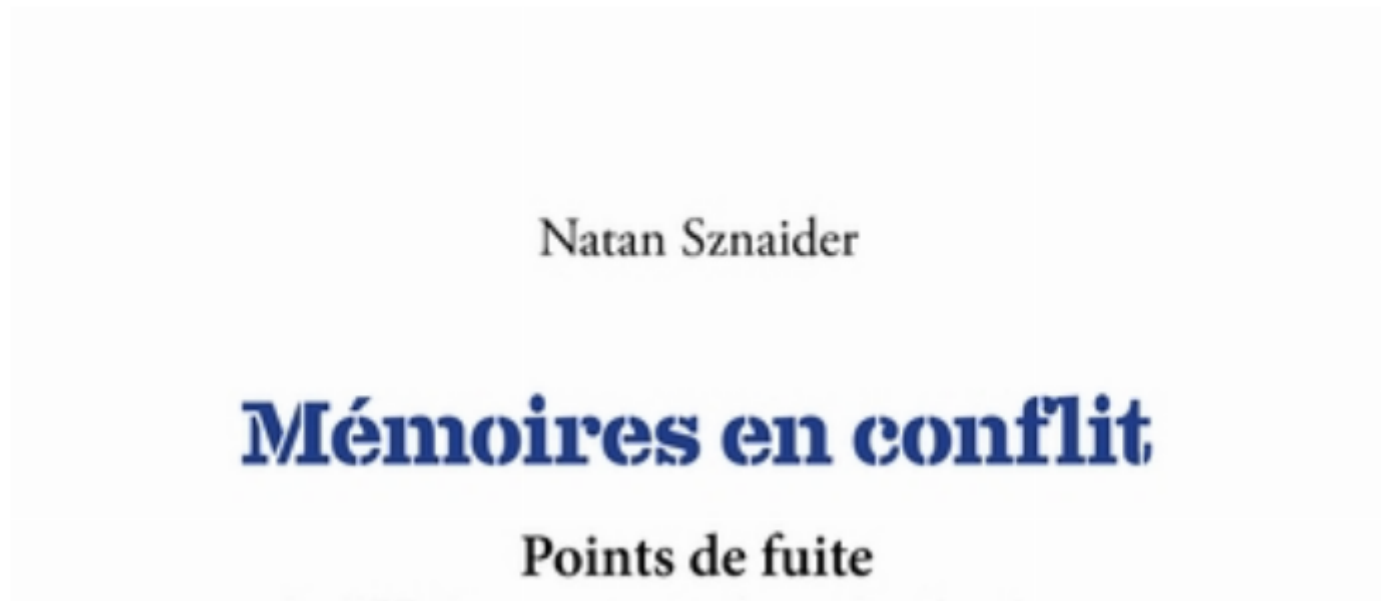 Natan Sznaider
Mémoires en conflit
Points de fuite